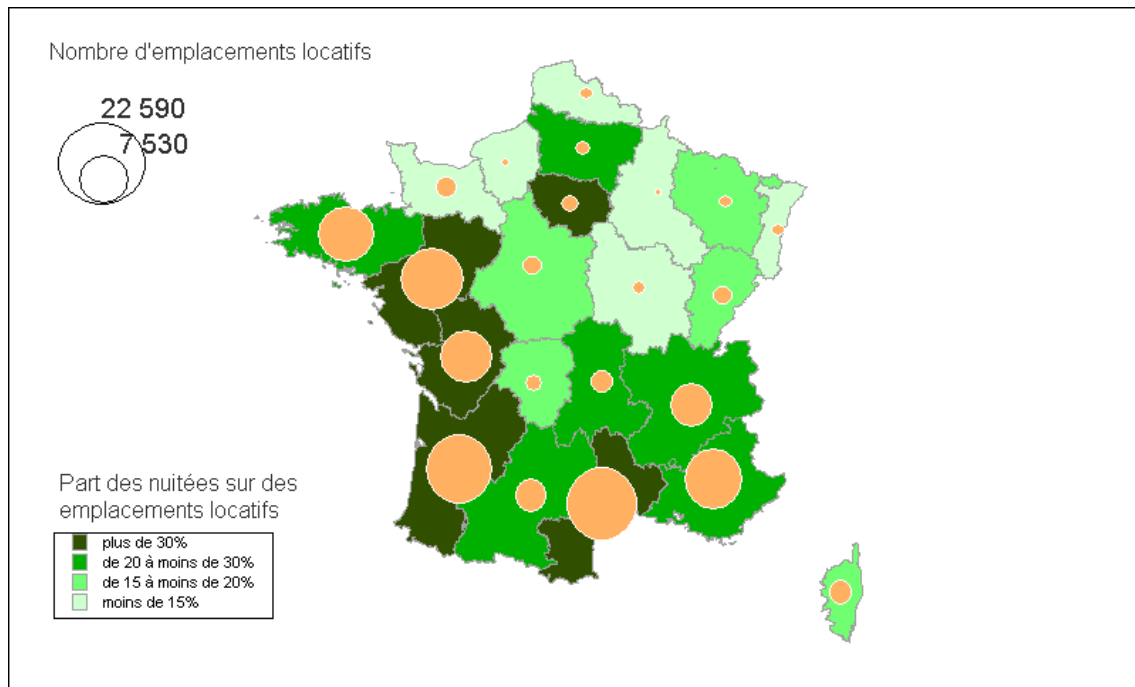 Nombre d'emplacements locatifs
22 590
7 530
Part des nuitées sur des
emplacements locatifs
plus de 30%
de 20 à moins de 30%
de 15 à moins de 20%
moins de 15%